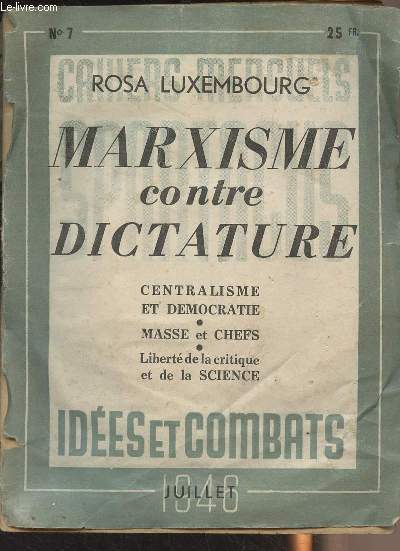 © Le-livre.com
N° 7
25 FR.
CAHIERS MENSUELS
ROSA LUXEMBOURG
SPARTACUS
MARXISME
contre
DICTATURE
CENTRALISME
ET DEMOCRATIE
•
MASSE et CHEFS
•
Liberté de la critique
et de la SCIENCE
IDÉES ET COMBATS
1946
JUILLET